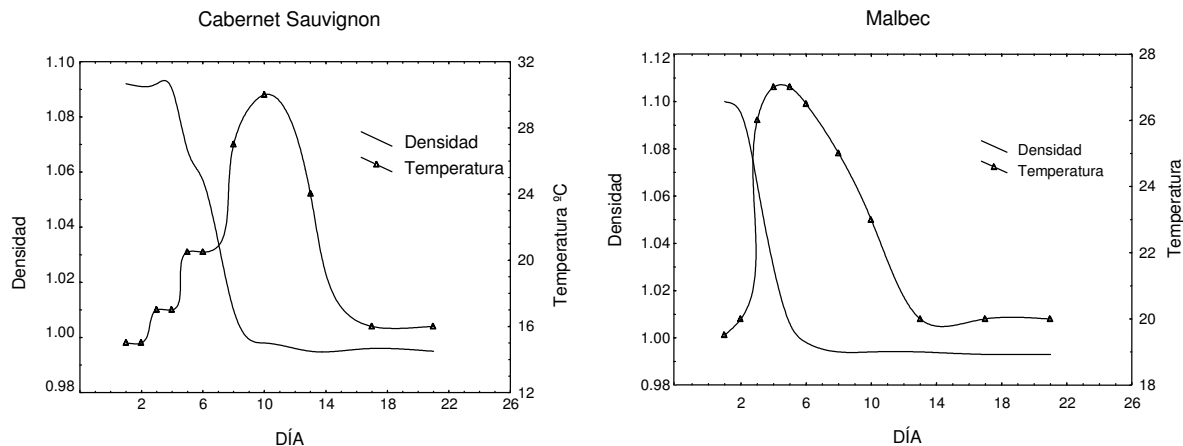 Cabernet Sauvignon
1.10
1.08
1.06
1.04
1.02
1.00
0.98
Densidad
32
28
24
20
16
12
Temperatura ºC
Densidad
Temperatura
2 6 10 14 18 22 26
DÍA
Malbec
1.12
1.10
1.08
1.06
1.04
1.02
1.00
0.98
Densidad
28
26
24
22
20
18
Temperatura
Densidad
Temperatura
2 6 10 14 18 22 26
DÍA